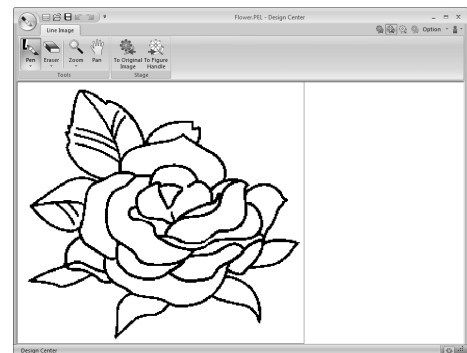 Flower.PEL - Design Center
Line Image
Option
Pen
Eraser
Zoom
Pan
To Original Image
To Figure Handle
Tools
Stage
Design Center